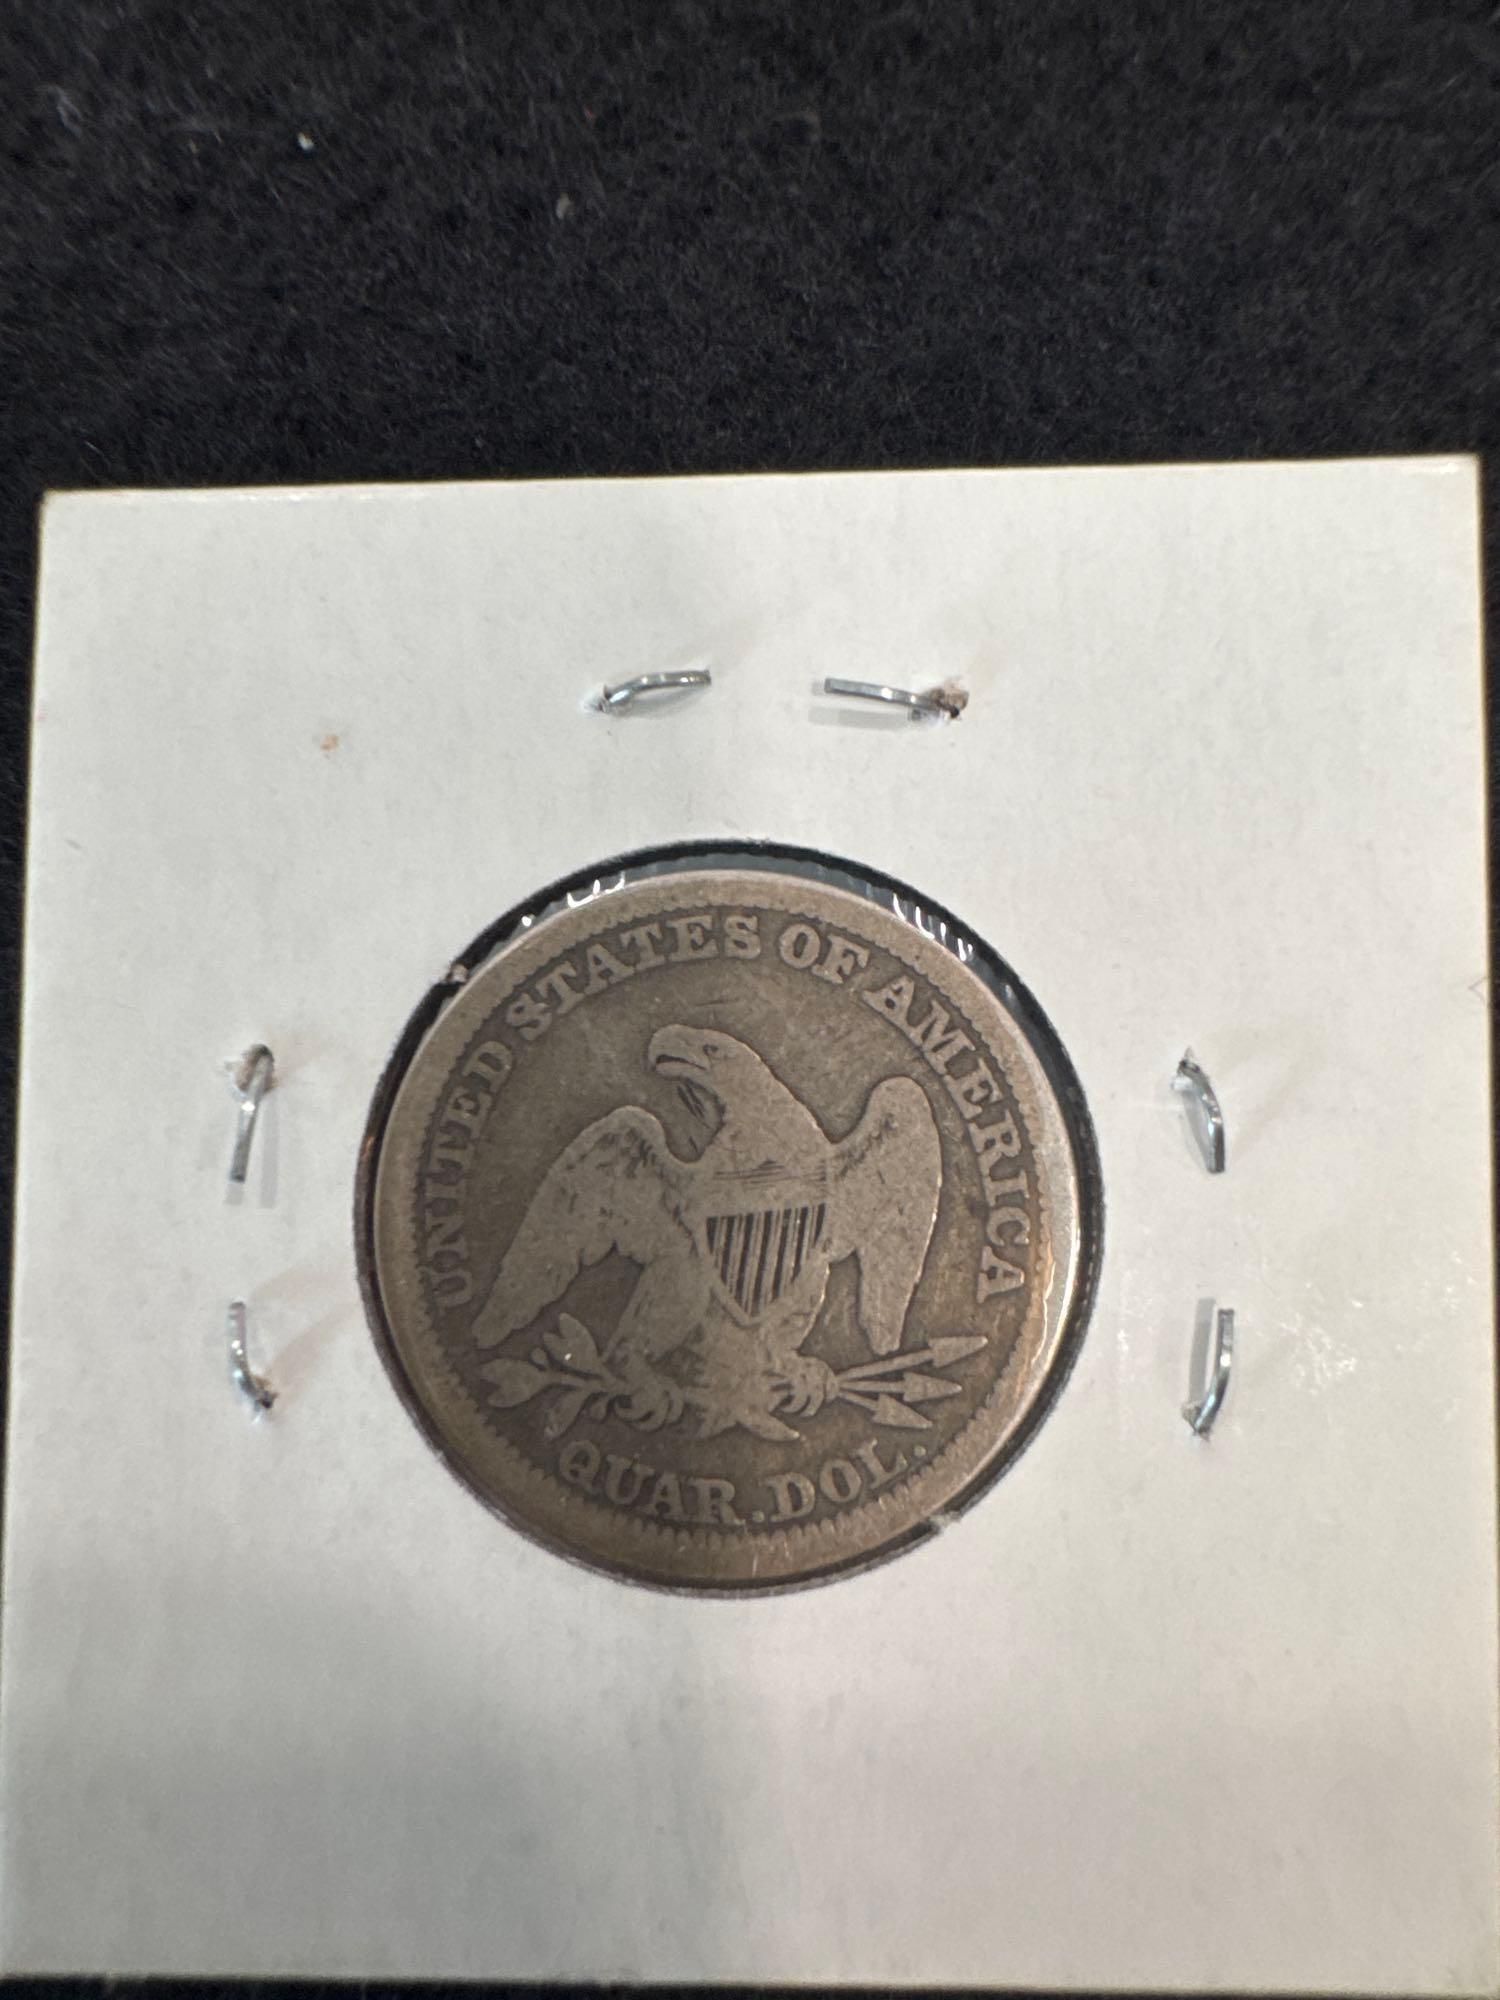 UNITED STATES OF AMERICA
QUAR. DOL.